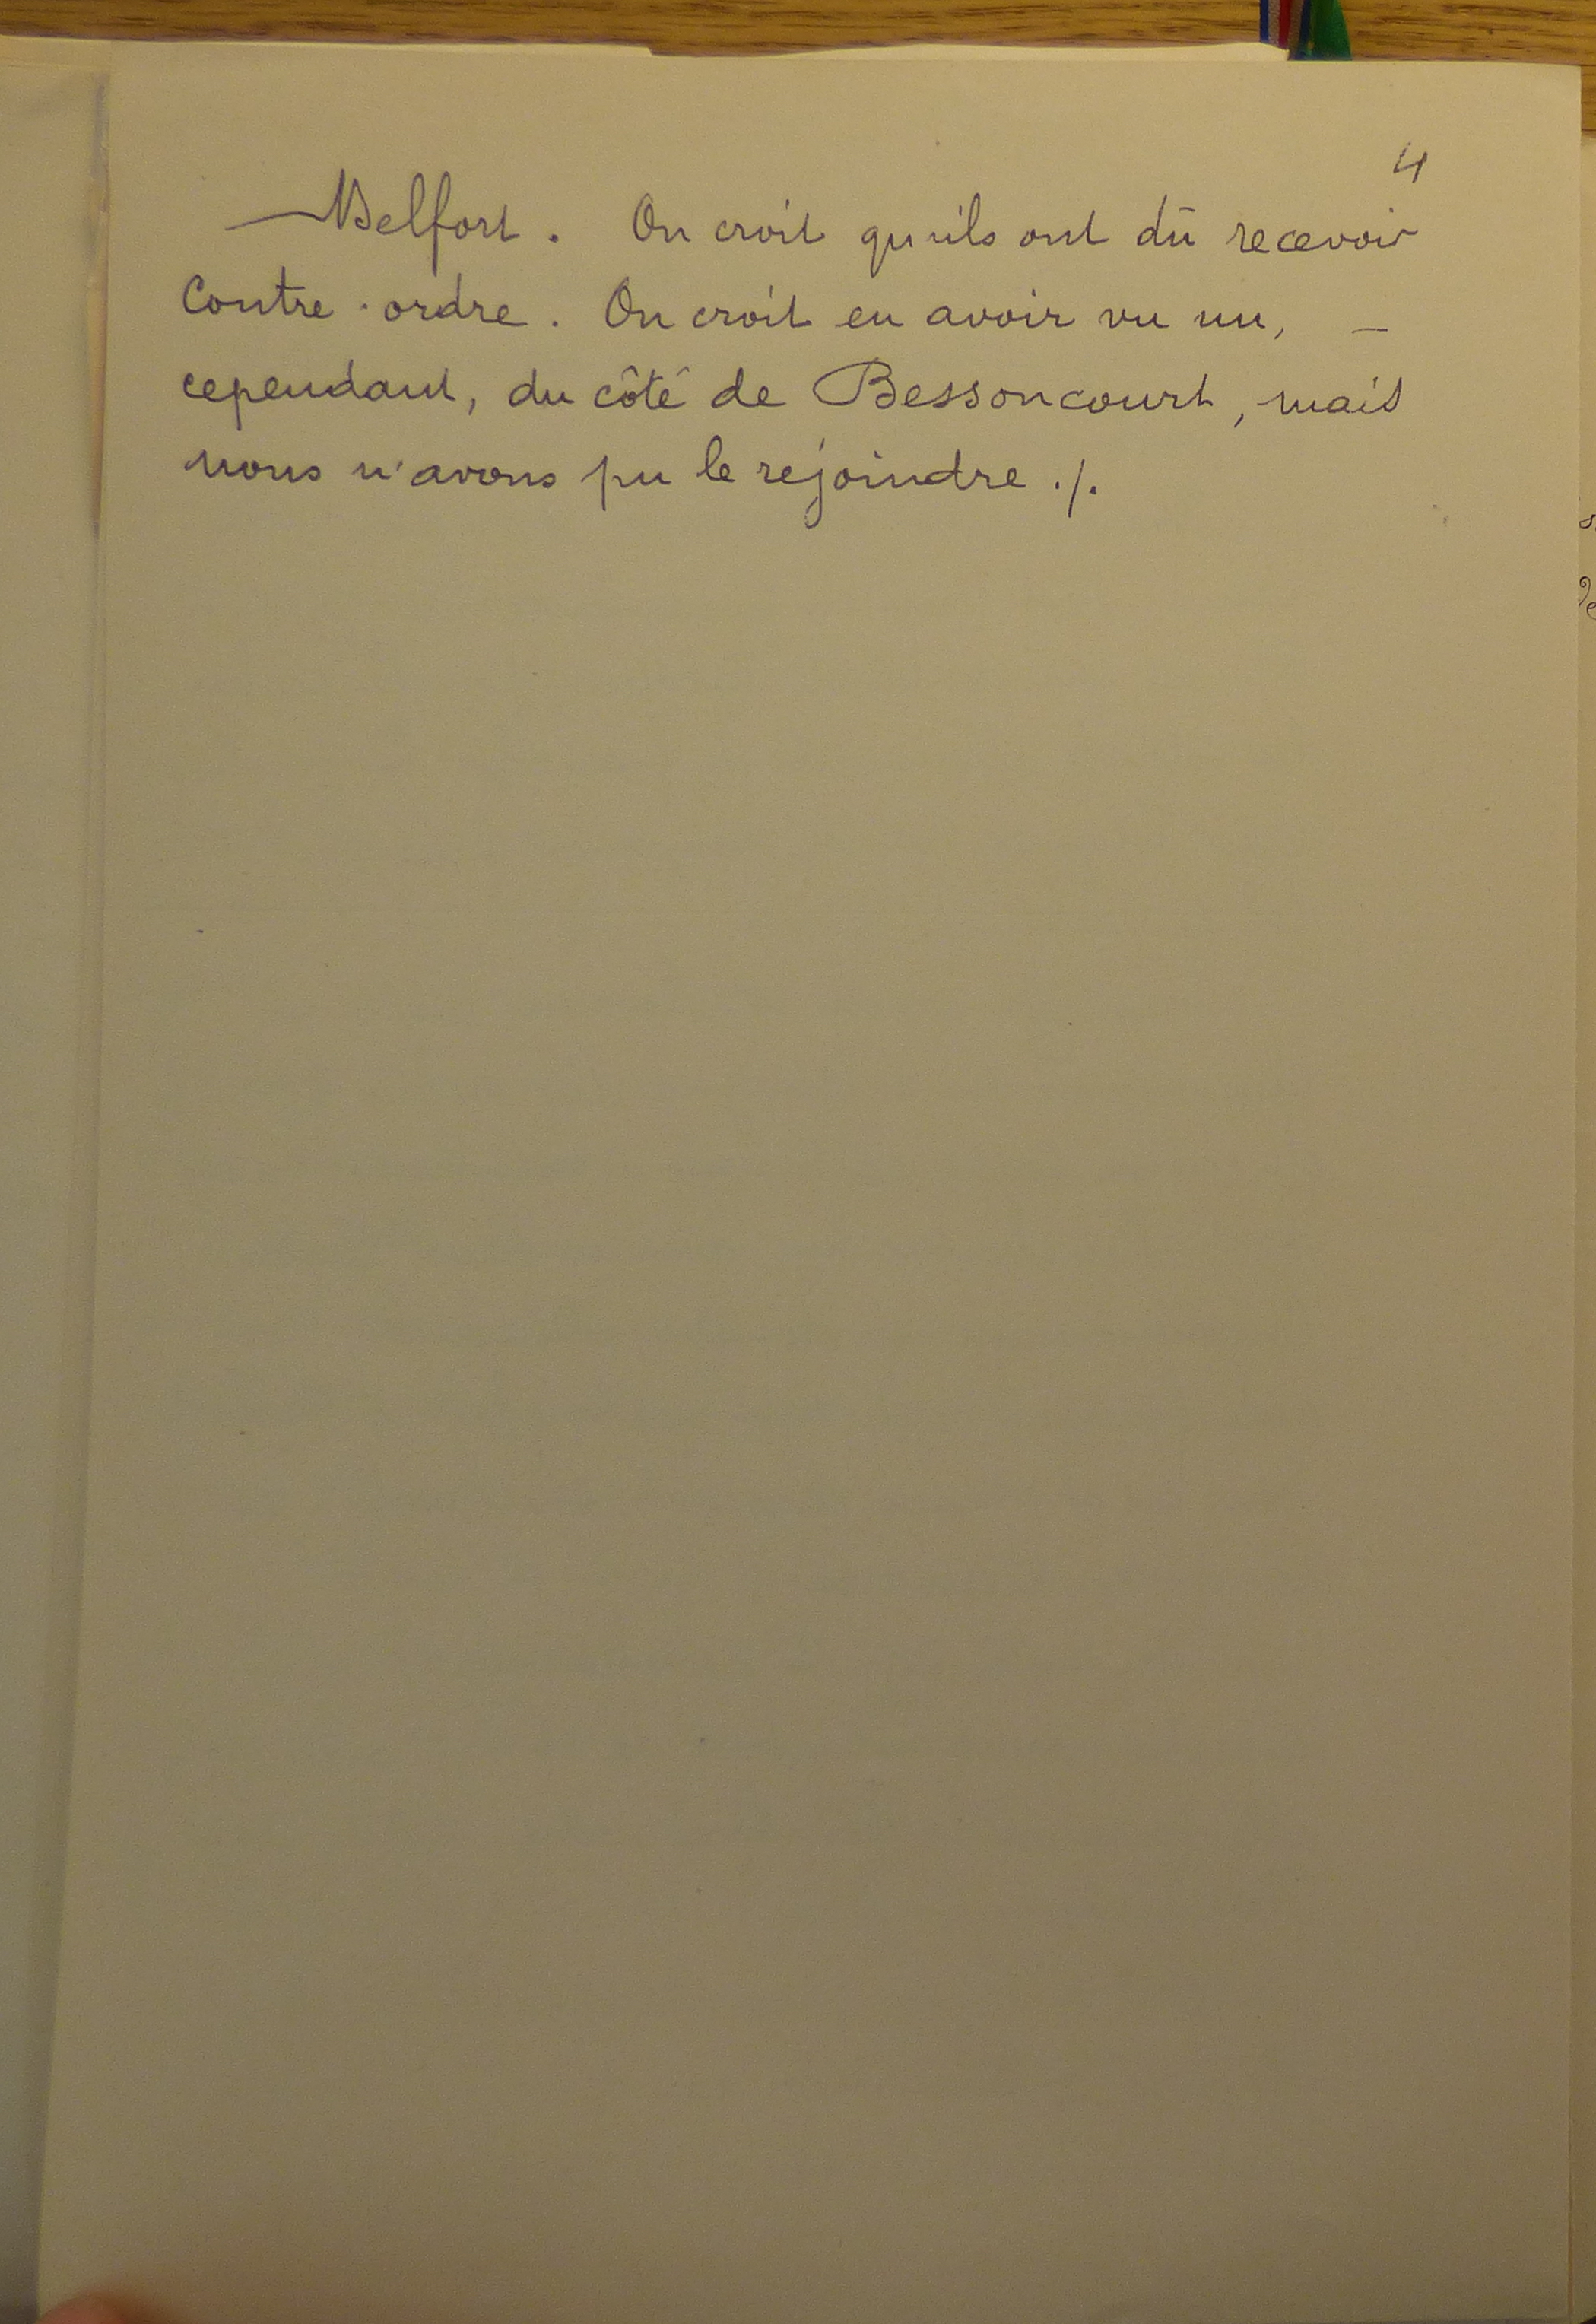 4
— Belfort. On croit qu'ils ont dû recevoir
Contre-ordre. On croit en avoir vu un, —
cependant, du côté de Bessoncourt, mais
nous n'avons pu le rejoindre ./.